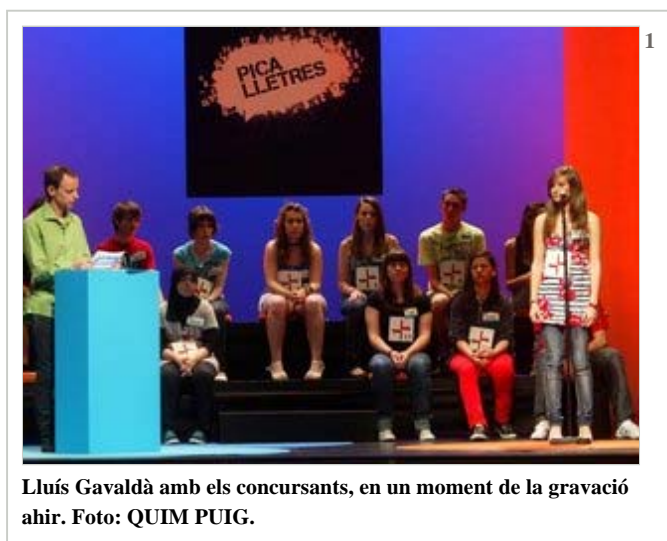 1
PICA
LLETRES
Lluís Gavaldà amb els concursants, en un moment de la gravació
ahir. Foto: QUIM PUIG.